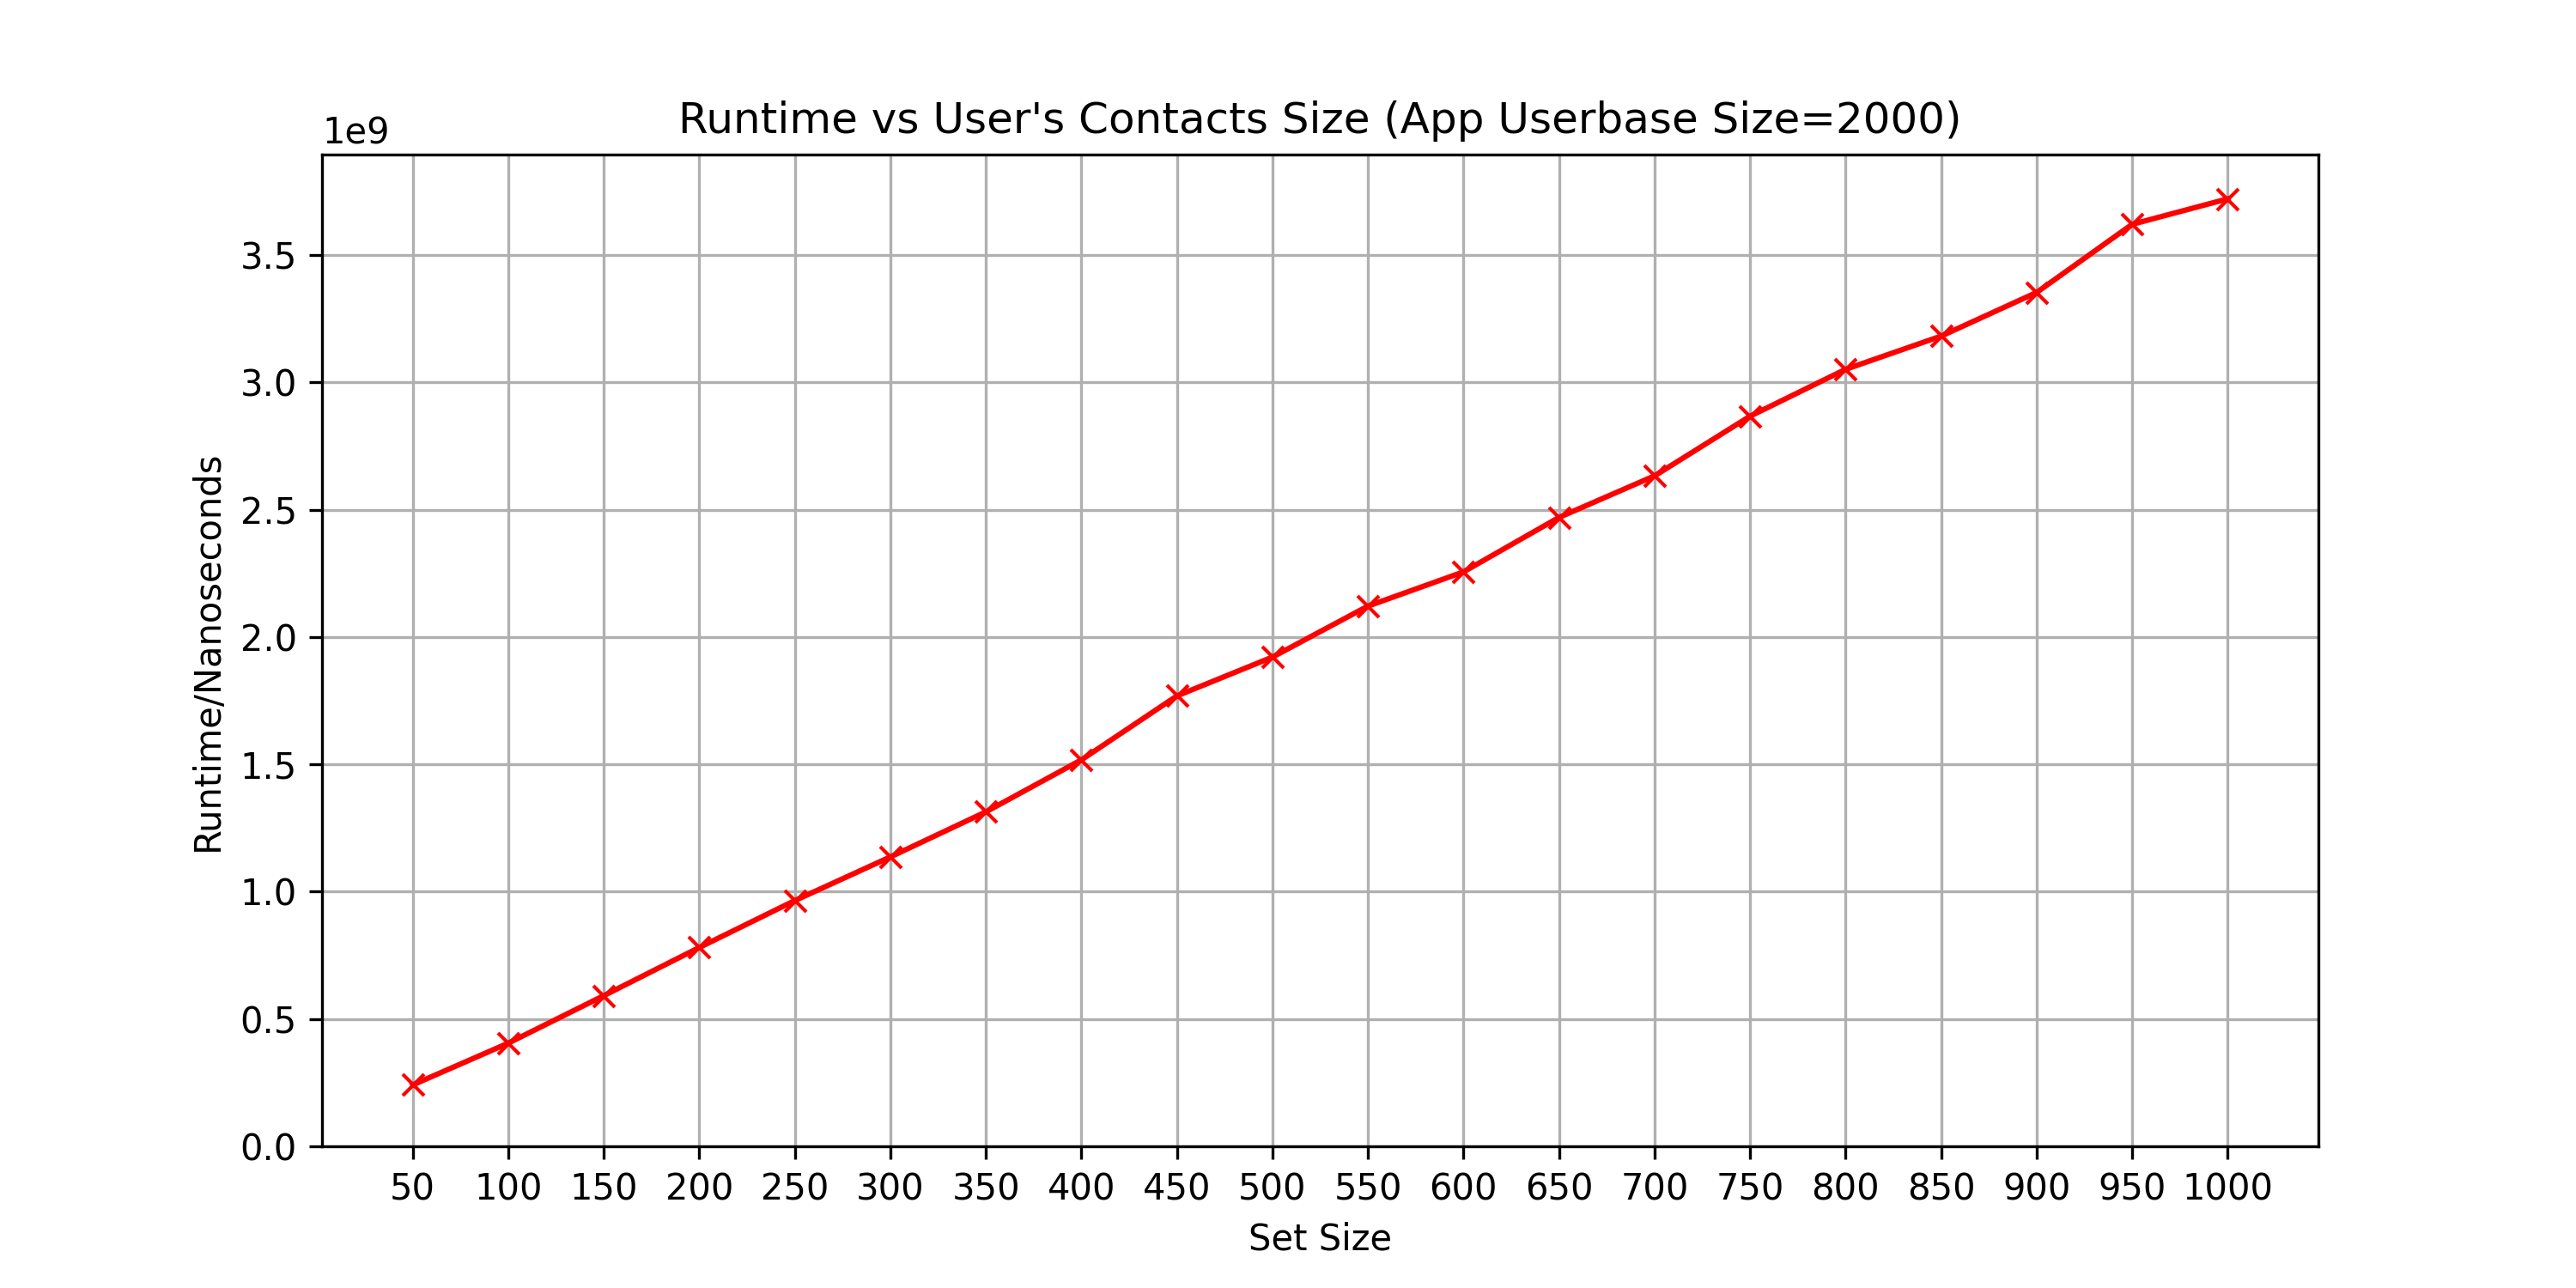 Runtime vs User's Contacts Size (App Userbase Size=2000)
1e9
3.5
3.0
2.5
2.0
1.5
1.0
0.5
0.0
Runtime/Nanoseconds
50 100 150 200 250 300 350 400 450 500 550 600 650 700 750 800 850 900 950 1000
Set Size